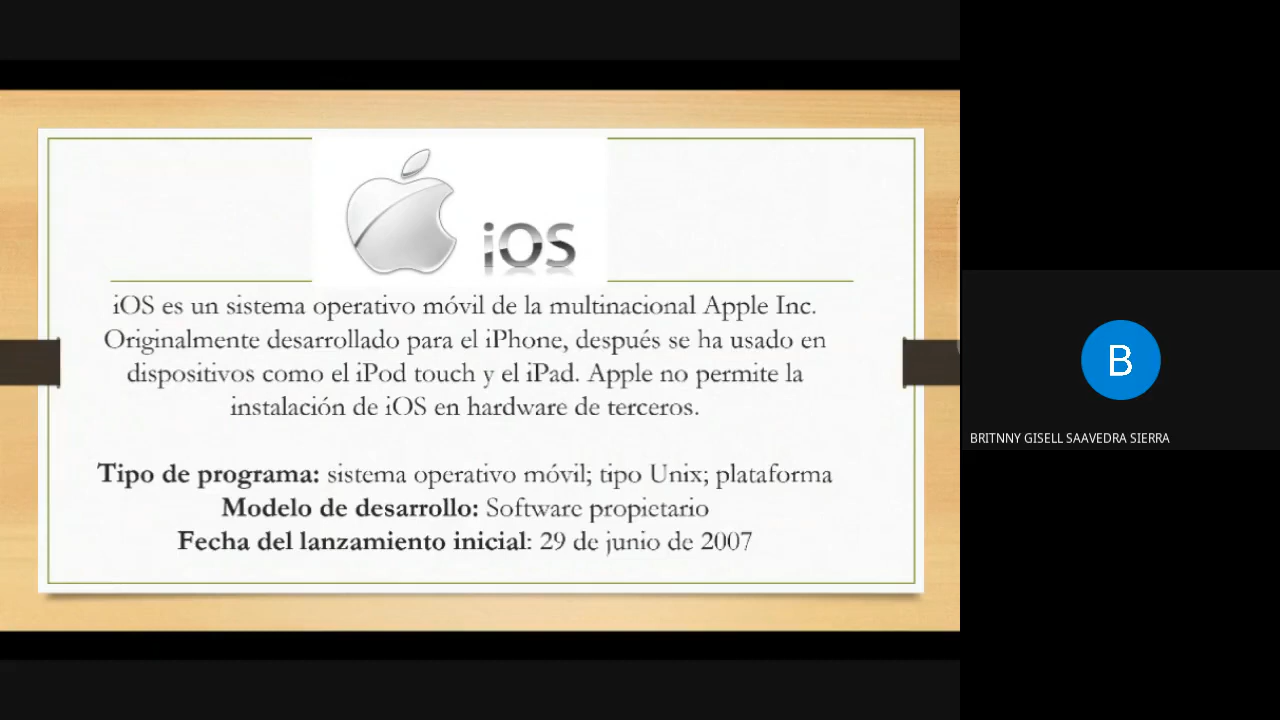 iOS
iOS es un sistema operativo móvil de la multinacional Apple Inc.
Originalmente desarrollado para el iPhone, después se ha usado en
dispositivos como el iPod touch y el iPad. Apple no permite la
instalación de iOS en hardware de terceros.
Tipo de programa: sistema operativo móvil; tipo Unix; plataforma
Modelo de desarrollo: Software propietario
Fecha del lanzamiento inicial: 29 de junio de 2007
B
BRITNNY GISELL SAAVEDRA SIERRA